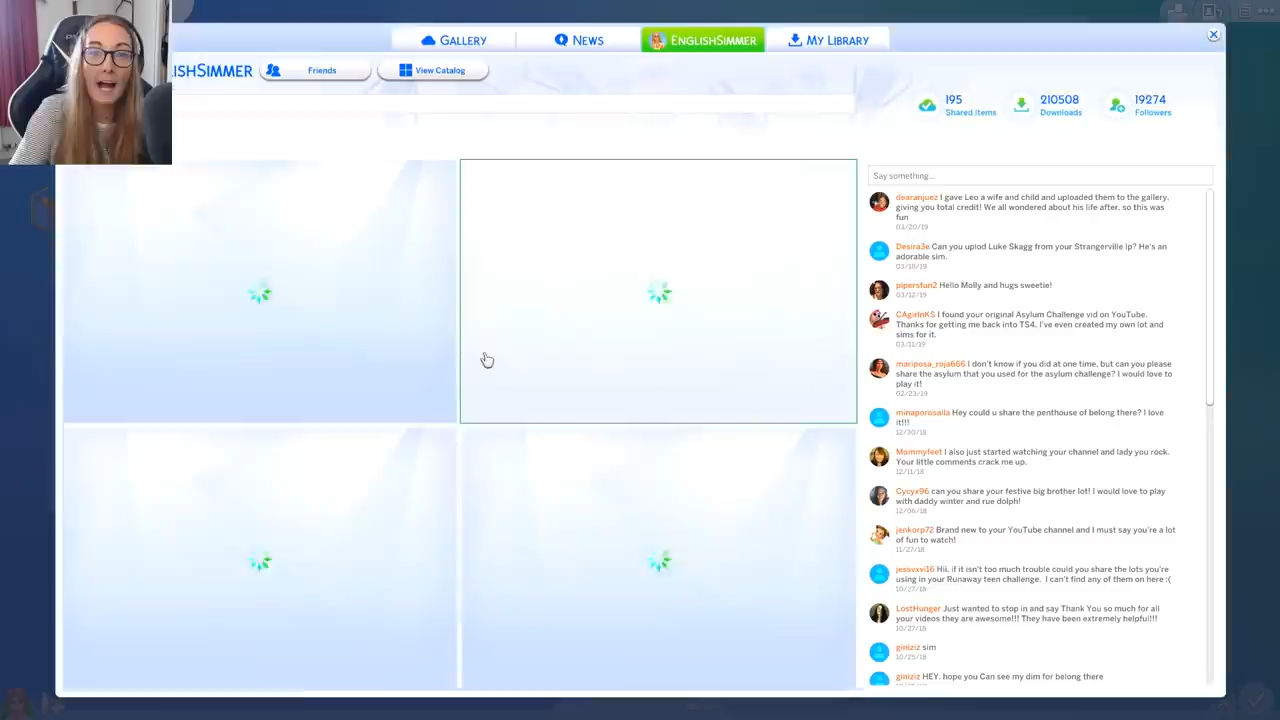 GALLERY
NEWS
ENGLISHSIMMER
MY LIBRARY
LISHSIMMER
Friends
View Catalog
195
Shared Items
210508
Downloads
19274
Followers
Say something...
dearanjuez I gave Leo a wife and child and uploaded them to the gallery,
giving you total credit! We all wondered about his life after, so this was
fun
03/20/19
Desira3e Can you uplod Luke Skagg from your Strangerville lp? He's an
adorable sim.
03/18/19
pipersfun2 Hello Molly and hugs sweetie!
03/12/19
CAgirlnKS I found your original Asylum Challenge vid on YouTube.
Thanks for getting me back into TS4. I've even created my own lot and
sims for it.
03/11/19
mariposa_roja666 I don't know if you did at one time, but can you please
share the asylum that you used for the asylum challenge? I would love to
play it!
02/23/19
minaporosalla Hey could u share the penthouse of belong there? I love
it!!!
12/30/18
Mommyfeet I also just started watching your channel and lady you rock.
Your little comments crack me up.
12/11/18
Cycyx96 can you share your festive big brother lot! I would love to play
with daddy winter and rue dolph!
12/06/18
jenkorp72 Brand new to your YouTube channel and I must say you're a lot
of fun to watch!
11/27/18
jessvxvi16 Hii, if it isn't too much trouble could you share the lots you're
using in your Runaway teen challenge. I can't find any of them on here :(
10/27/18
LostHunger Just wanted to stop in and say Thank You so much for all
your videos they are awesome!!! They have been extremely helpful!!!
10/27/18
giniziz sim
10/25/18
giniziz HEY. hope you Can see my dim for belong there